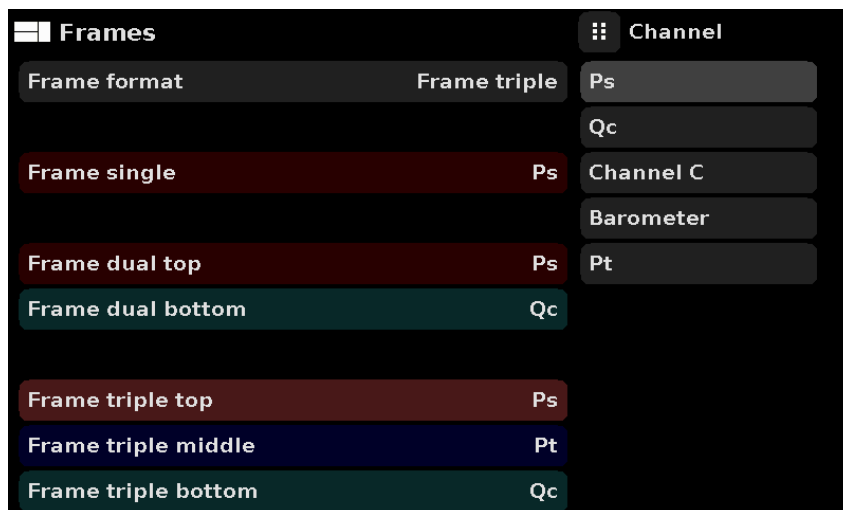 Frames
Frame format Frame triple
Frame single Ps
Frame dual top Ps
Frame dual bottom Qc
Frame triple top Ps
Frame triple middle Pt
Frame triple bottom Qc
Channel
Ps
Qc
Channel C
Barometer
Pt